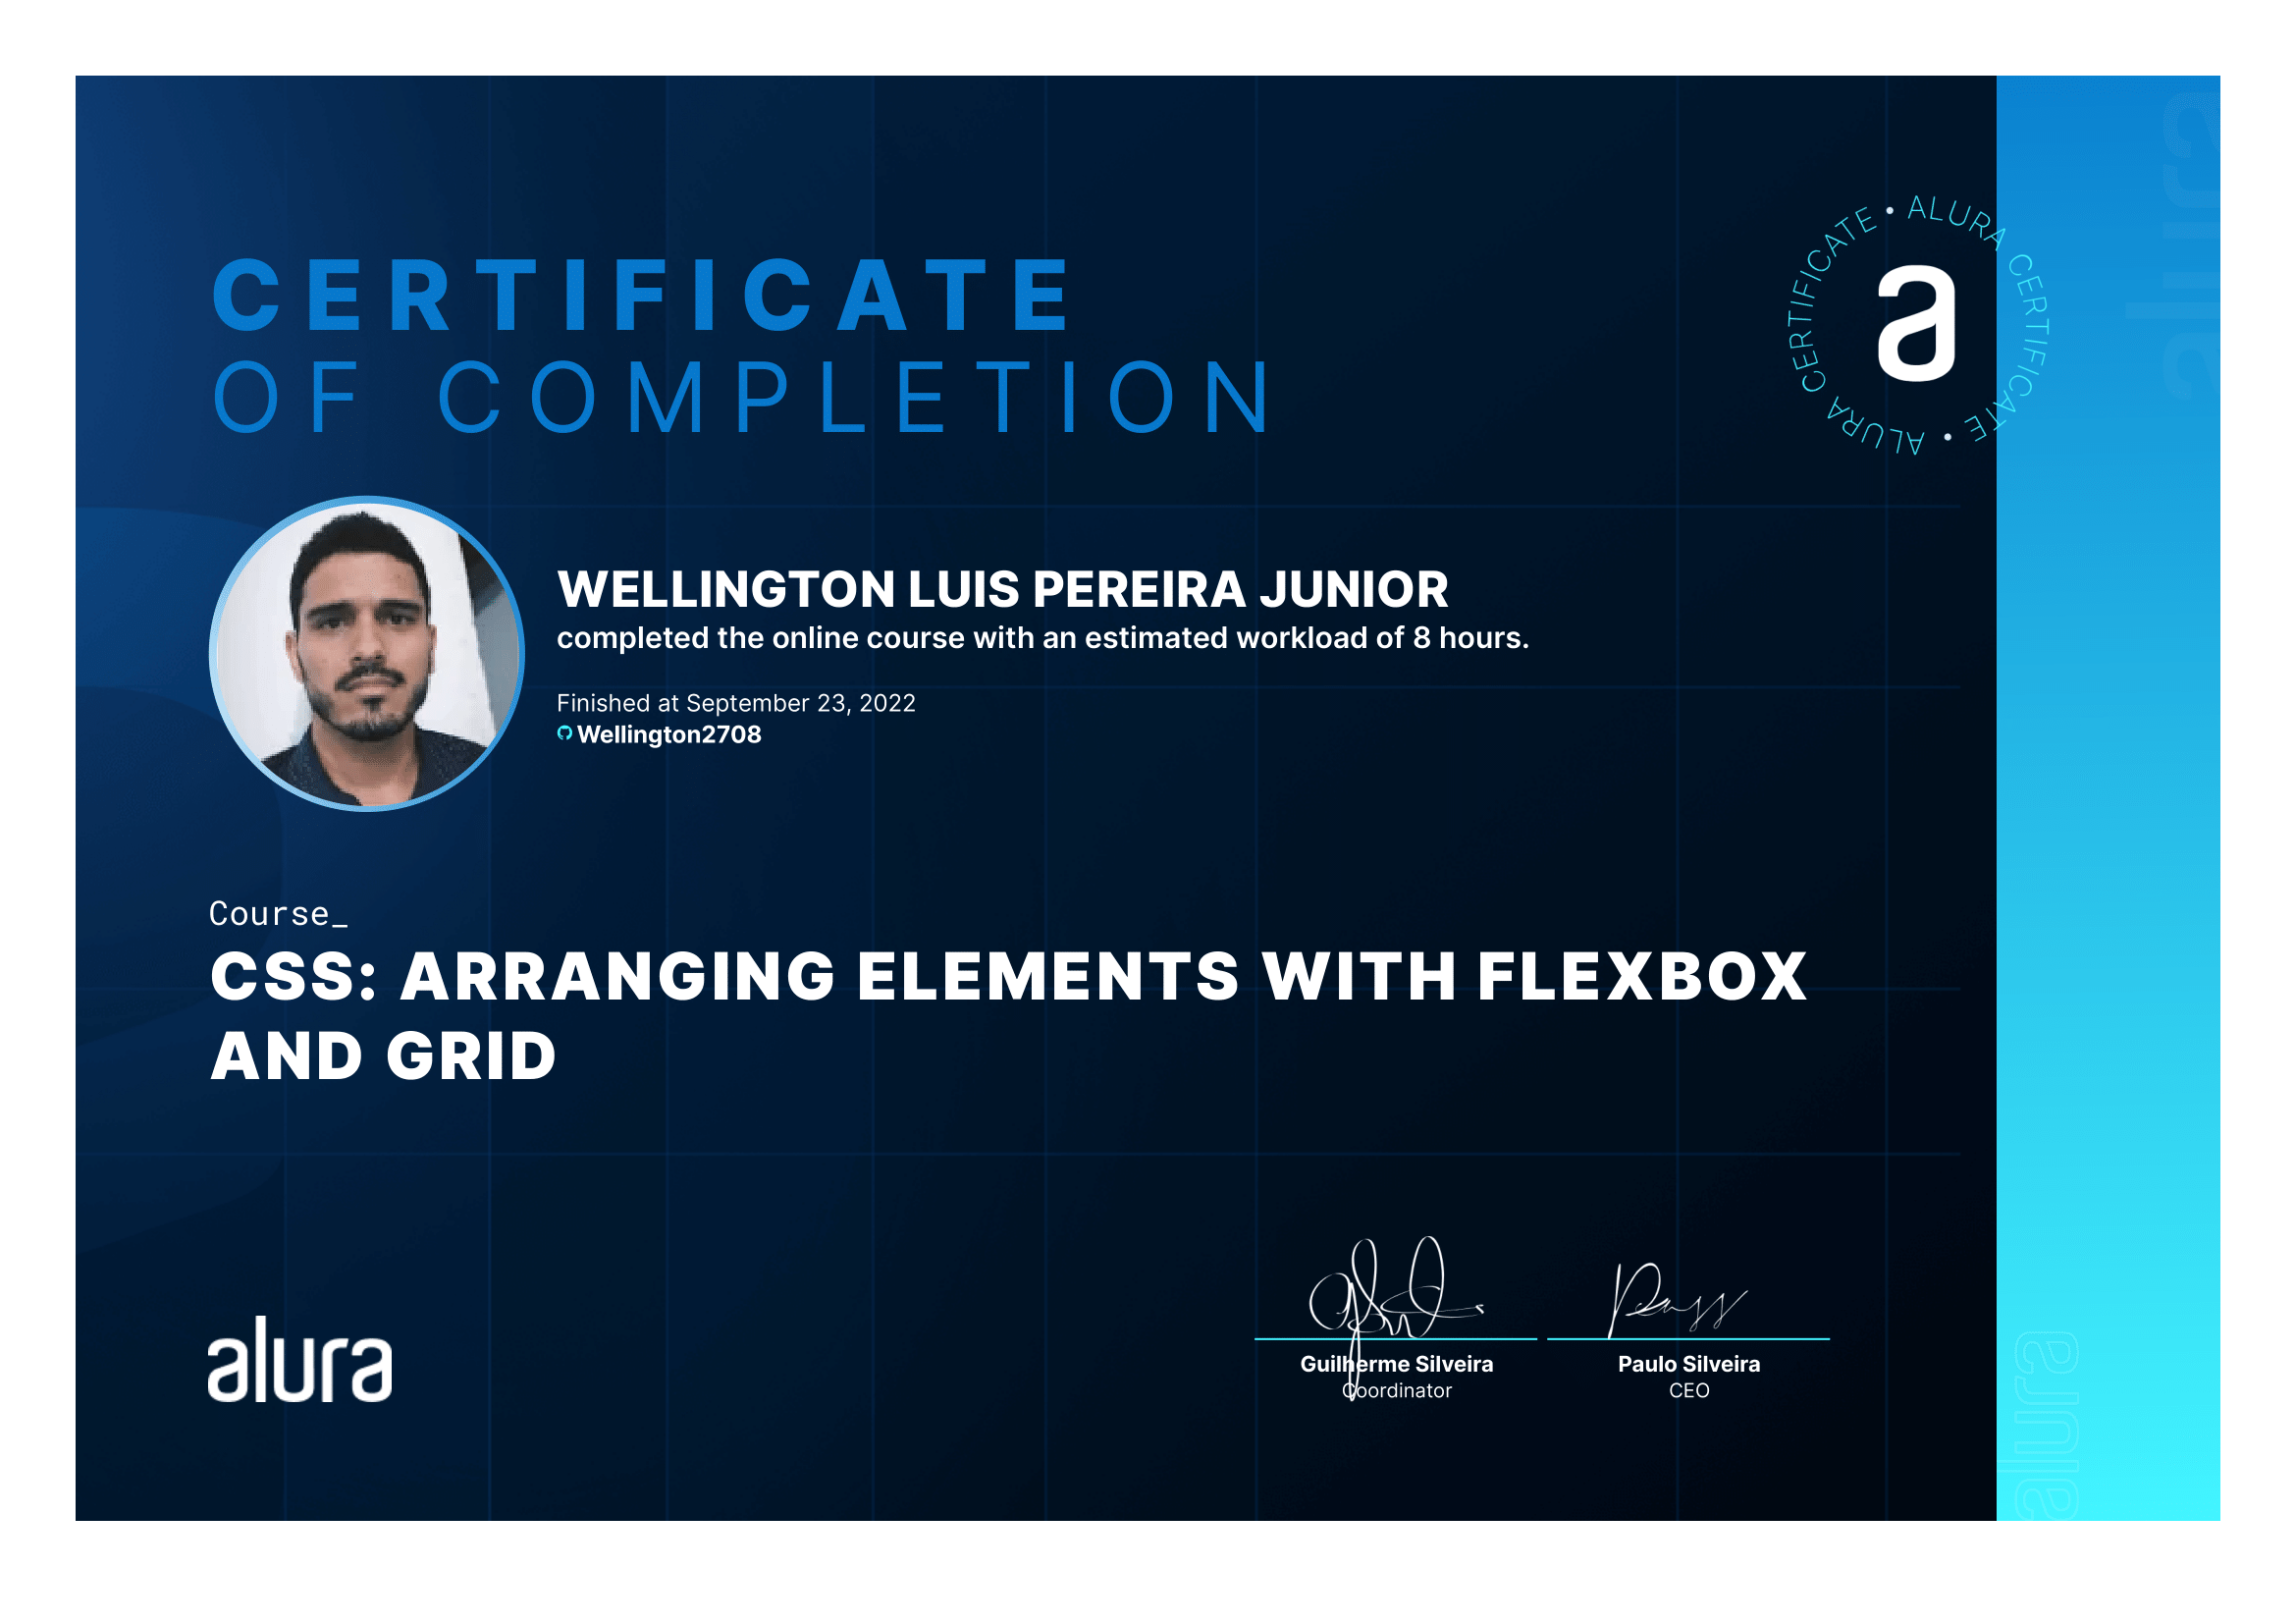 CERTIFICATE
OF COMPLETION
ALURA CERTIFICATE • ALURA CERTIFICATE •
a
alura
WELLINGTON LUIS PEREIRA JUNIOR
completed the online course with an estimated workload of 8 hours.
Finished at September 23, 2022
Wellington2708
Course_
CSS: ARRANGING ELEMENTS WITH FLEXBOX
AND GRID
alura
Guilherme Silveira
Coordinator
Paulo Silveira
CEO
alura